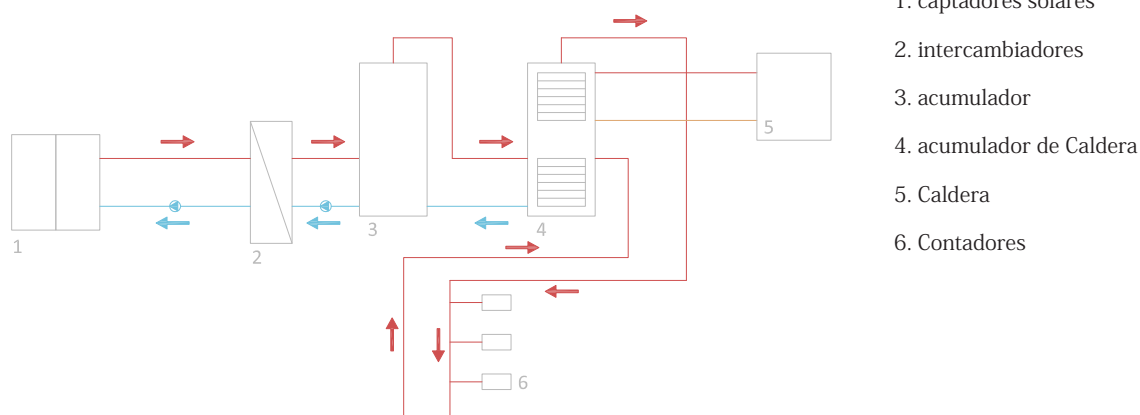 1. captadores solares
2. intercambiadores
3. acumulador
4. acumulador de Caldera
5. Caldera
6. Contadores
1
2
3
4
5
6